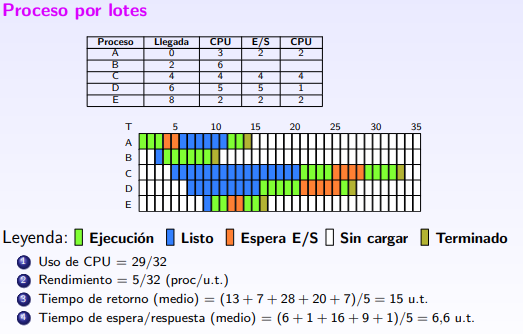 Proceso por lotes
Proceso Llegada CPU E/S CPU
A 0 3 2 2
B 2 6
C 4 4 4 4
D 6 5 5 1
E 8 2 2 2
T 5 10 15 20 25 30 35
A
B
C
D
E
Leyenda: Ejecución Listo Espera E/S Sin cargar Terminado
1 Uso de CPU = 29/32
2 Rendimiento = 5/32 (proc/u.t.)
3 Tiempo de retorno (medio) = (13 + 7 + 28 + 20 + 7)/5 = 15 u.t.
4 Tiempo de espera/respuesta (medio) = (6 + 1 + 16 + 9 + 1)/5 = 6,6 u.t.